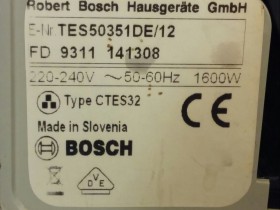 Robert Bosch Hausgeräte GmbH
E-Nr TES50351DE/12
FD 9311 141308
220-240V ~50-60Hz 1600W
Type CTES32
CE
Made in Slovenia
BOSCH
VDE